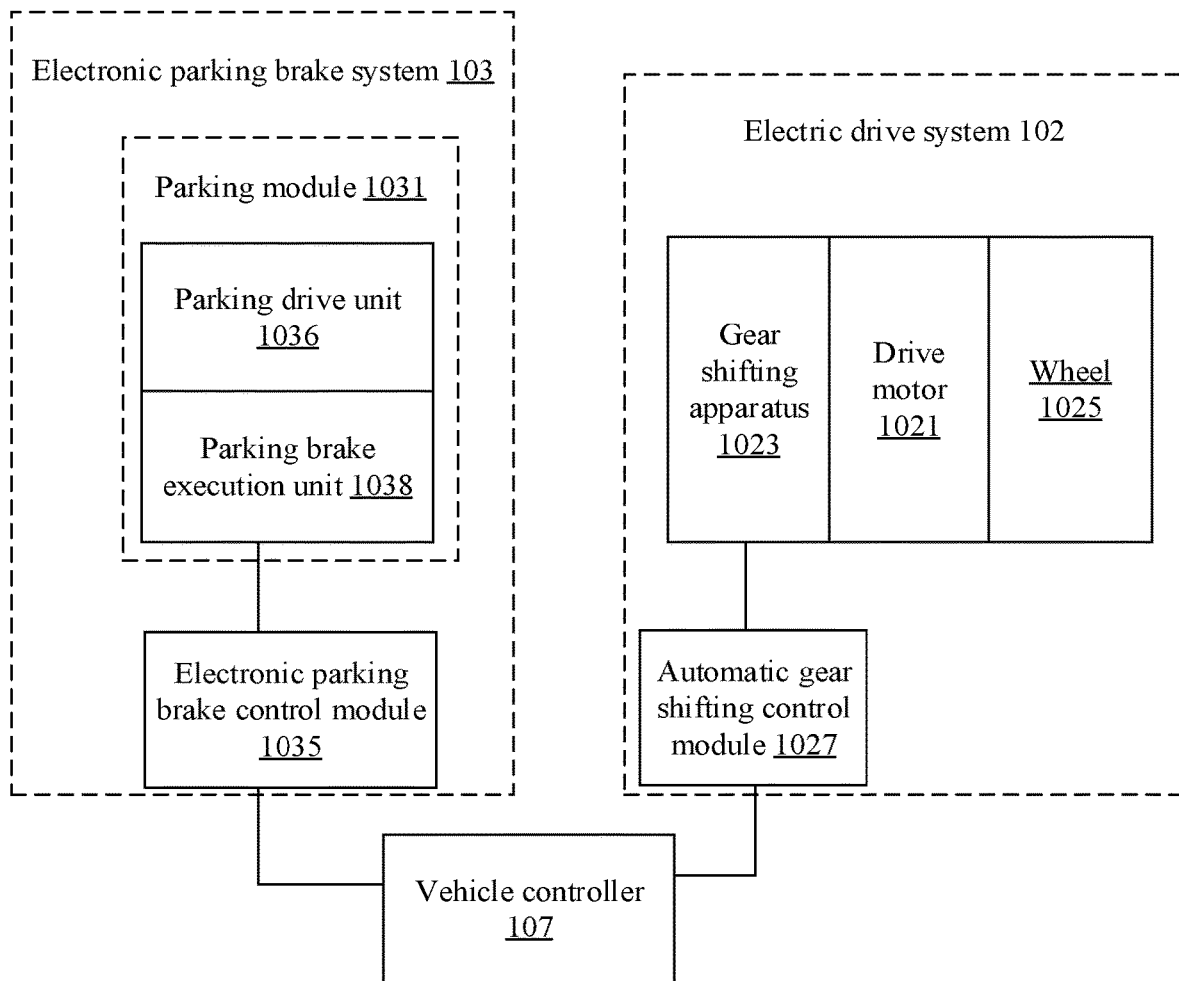 Electronic parking brake system 103
Parking module 1031
Parking drive unit
1036
Parking brake
execution unit 1038
Electronic parking
brake control module
1035
Electric drive system 102
Gear
shifting
apparatus
1023
Drive
motor
1021
Wheel
1025
Automatic gear
shifting control
module 1027
Vehicle controller
107